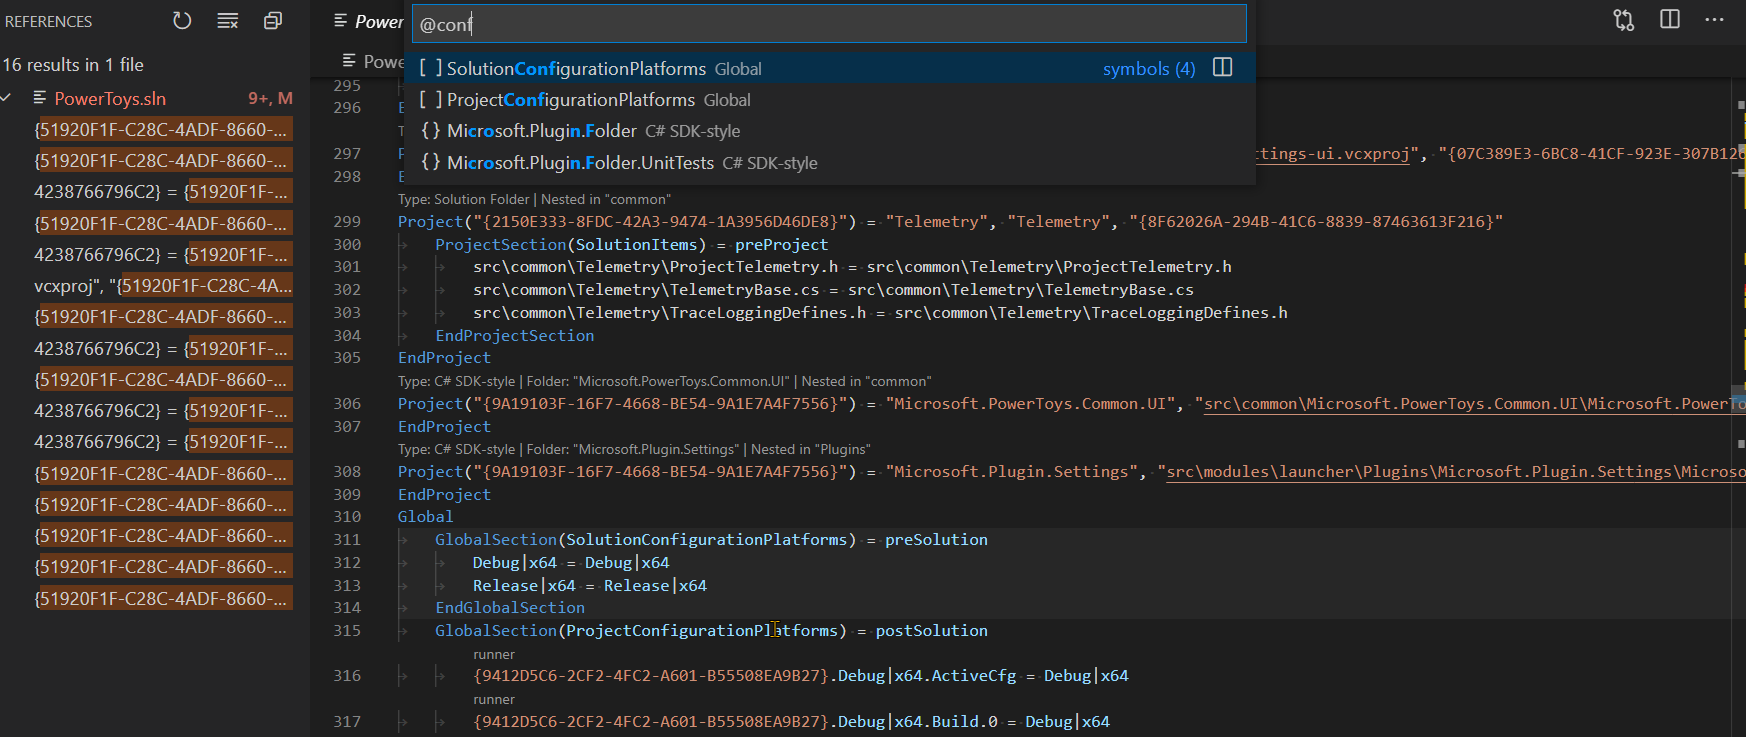 REFERENCES
16 results in 1 file
PowerToys.sln 9+, M
{51920F1F-C28C-4ADF-8660-...
{51920F1F-C28C-4ADF-8660-...
4238766796C2} = {51920F1F-...
{51920F1F-C28C-4ADF-8660-...
4238766796C2} = {51920F1F-...
vcxproj", "{51920F1F-C28C-4A...
{51920F1F-C28C-4ADF-8660-...
4238766796C2} = {51920F1F-...
{51920F1F-C28C-4ADF-8660-...
4238766796C2} = {51920F1F-...
4238766796C2} = {51920F1F-...
{51920F1F-C28C-4ADF-8660-...
{51920F1F-C28C-4ADF-8660-...
{51920F1F-C28C-4ADF-8660-...
{51920F1F-C28C-4ADF-8660-...
{51920F1F-C28C-4ADF-8660-...
Power
Powe
@conf
[ ] SolutionConfigurationPlatforms Global symbols (4)
[ ] ProjectConfigurationPlatforms Global
{} Microsoft.Plugin.Folder C# SDK-style
{} Microsoft.Plugin.Folder.UnitTests C# SDK-style
295
296 E
T
297 P ttings-ui.vcxproj", "{07C389E3-6BC8-41CF-923E-307B126
298 E
Type: Solution Folder | Nested in "common"
299 Project("{2150E333-8FDC-42A3-9474-1A3956D46DE8}") = "Telemetry", "Telemetry", "{8F62026A-294B-41C6-8839-87463613F216}"
300 ProjectSection(SolutionItems) = preProject
301 src\common\Telemetry\ProjectTelemetry.h = src\common\Telemetry\ProjectTelemetry.h
302 src\common\Telemetry\TelemetryBase.cs = src\common\Telemetry\TelemetryBase.cs
303 src\common\Telemetry\TraceLoggingDefines.h = src\common\Telemetry\TraceLoggingDefines.h
304 EndProjectSection
305 EndProject
Type: C# SDK-style | Folder: "Microsoft.PowerToys.Common.UI" | Nested in "common"
306 Project("{9A19103F-16F7-4668-BE54-9A1E7A4F7556}") = "Microsoft.PowerToys.Common.UI", "src\common\Microsoft.PowerToys.Common.UI\Microsoft.PowerTo
307 EndProject
Type: C# SDK-style | Folder: "Microsoft.Plugin.Settings" | Nested in "Plugins"
308 Project("{9A19103F-16F7-4668-BE54-9A1E7A4F7556}") = "Microsoft.Plugin.Settings", "src\modules\launcher\Plugins\Microsoft.Plugin.Settings\Microso
309 EndProject
310 Global
311 GlobalSection(SolutionConfigurationPlatforms) = preSolution
312 Debug|x64 = Debug|x64
313 Release|x64 = Release|x64
314 EndGlobalSection
315 GlobalSection(ProjectConfigurationPlatforms) = postSolution
runner
316 {9412D5C6-2CF2-4FC2-A601-B55508EA9B27}.Debug|x64.ActiveCfg = Debug|x64
runner
317 {9412D5C6-2CF2-4FC2-A601-B55508EA9B27}.Debug|x64.Build.0 = Debug|x64